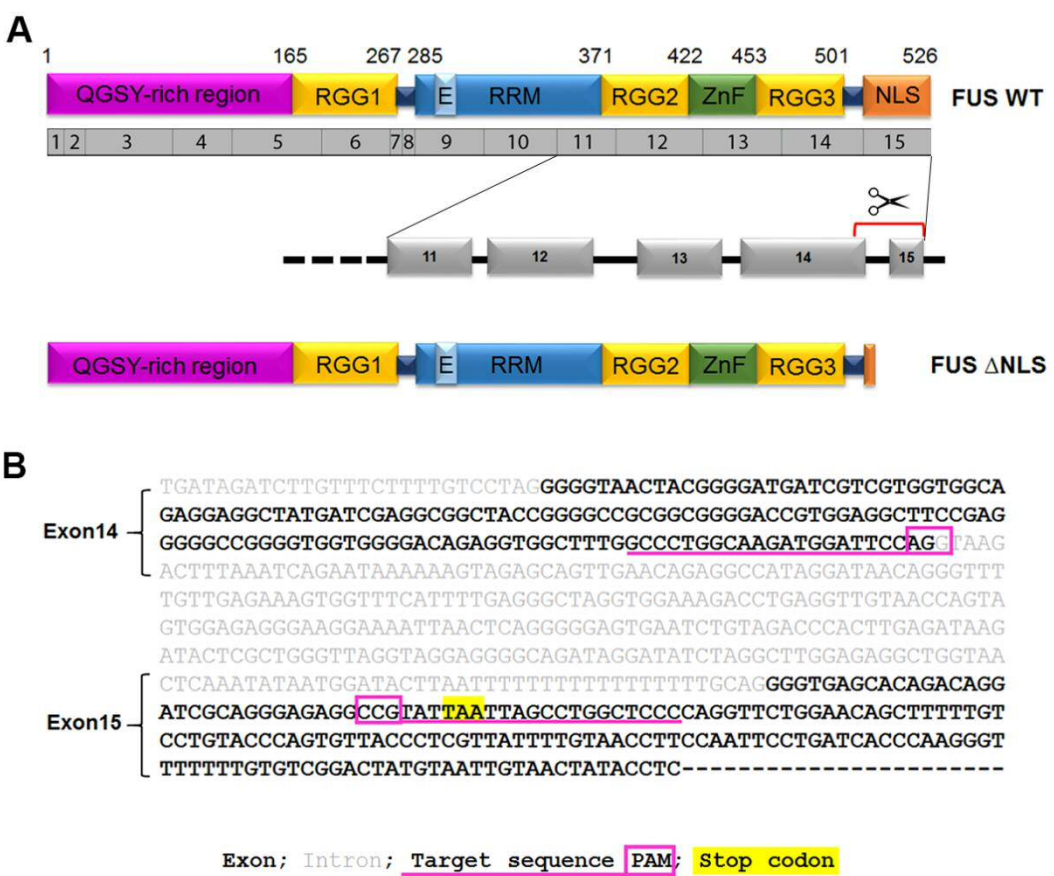 A
1 165 267 285 371 422 453 501 526
QGSY-rich region RGG1 E RRM RGG2 ZnF RGG3 NLS FUS WT
1 2 3 4 5 6 7 8 9 10 11 12 13 14 15
11 12 13 14 15
QGSY-rich region RGG1 E RRM RGG2 ZnF RGG3 FUS ΔNLS
B
TGATAGATCTTGTTTCTTTTGTCCTAGGGGGTAACTACGGGGATGATCGTCGTGGTGGCA
Exon14
GAGGAGGCTATGATCGAGGCGGCTACCGGGGCCGCGGCGGGGACCGTGGAGGCTTCCGAG
GGGGCCGGGGTGGTGGGGACAGAGGTGGCTTTGGCCCTGGCAAGATGGATTCCAGGTAAG
ACTTTAAATCAGAATAAAAAAGTAGAGCAGTTGAACAGAGGCCATAGGATAACAGGGTTT
TGTTGAGAAAGTGGTTTCATTTTGAGGGCTAGGTGGAAAGACCTGAGGTTGTAACCAGTA
GTGGAGAGGGAAGGAAAATTAACTCAGGGGGAGTGAATCTGTAGACCCACTTGAGATAAG
ATACTCGCTGGGTTAGGTAGGAGGGGCAGATAGGATATCTAGGCTTGGAGAGGCTGGTAA
CTCAAATATAATGGATACTTAATTTTTTTTTTTTTTTTTTGCAGGGGTGAGCACAGACAGG
Exon15
ATCGCAGGGAGAGGCCGTATTAATTAGCCTGGCTCCCCAGGTTCTGGAACAGCTTTTTGT
CCTGTACCCAGTGTTACCCTCGTTATTTTGTAACCTTCCAATTCCTGATCACCCAAGGGT
TTTTTTGTGTCGGACTATGTAATTGTAACTATACCTC-----------------------
Exon; Intron; Target sequence PAM; Stop codon